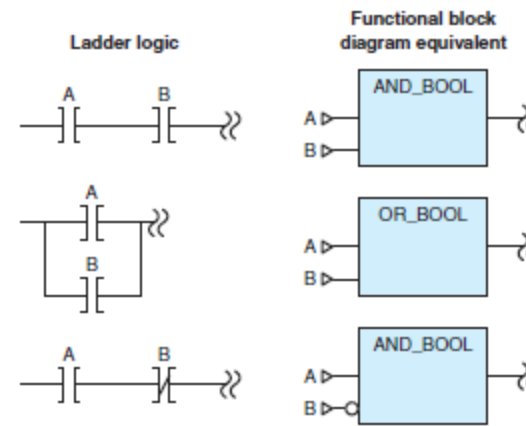 Ladder logic
Functional block
diagram equivalent
A B
AND_BOOL
A
B
A
B
OR_BOOL
A
B
A B
AND_BOOL
A
B